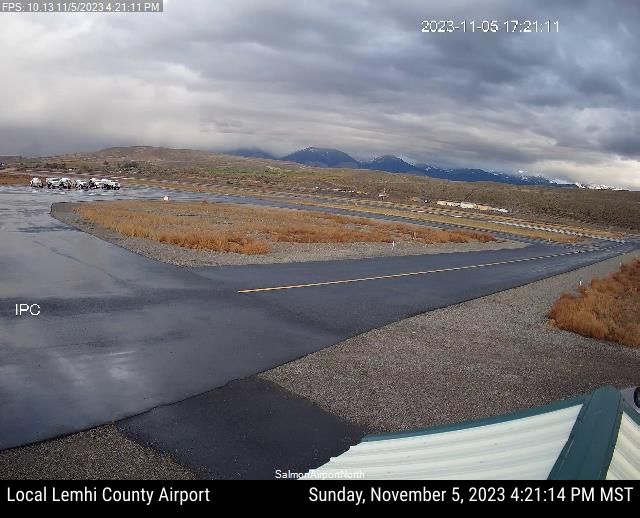 FPS: 10.13 11/5/2023 4:21:11 PM
2023-11-05 17:21:11
IPC
SalmonAirportNorth
Local Lemhi County Airport
Sunday, November 5, 2023 4:21:14 PM MST